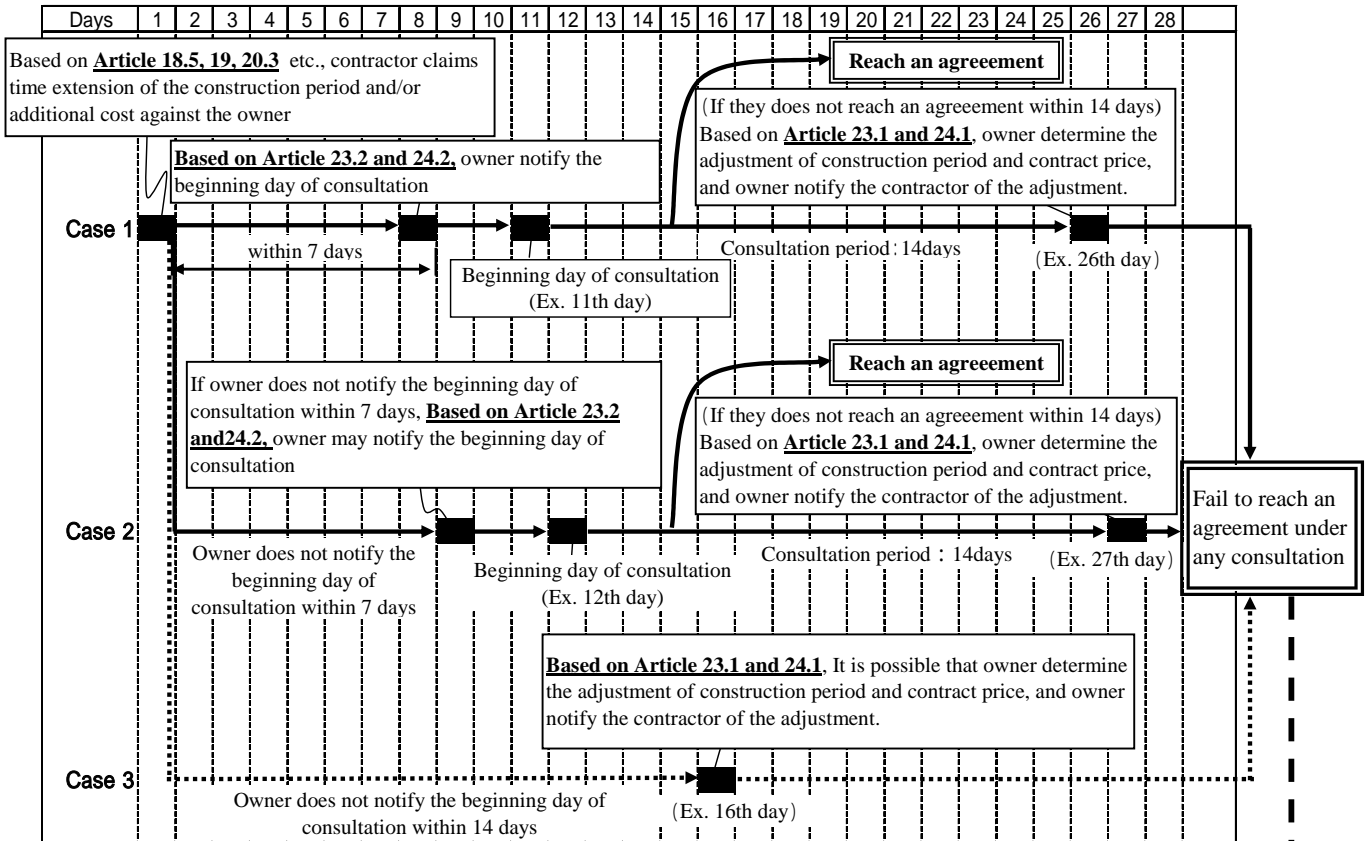 Days 1 2 3 4 5 6 7 8 9 10 11 12 13 14 15 16 17 18 19 20 21 22 23 24 25 26 27 28
Based on Article 18.5, 19, 20.3 etc., contractor claims
time extension of the construction period and/or
additional cost against the owner
Reach an agreeement
(If they does not reach an agreeement within 14 days)
Based on Article 23.1 and 24.1, owner determine the
adjustment of construction period and contract price,
and owner notify the contractor of the adjustment.
Based on Article 23.2 and 24.2, owner notify the
beginning day of consultation
Case 1
within 7 days
Beginning day of consultation
(Ex. 11th day)
Consultation period:14days
(Ex. 26th day)
Reach an agreeement
If owner does not notify the beginning day of
consultation within 7 days, Based on Article 23.2
and24.2, owner may notify the beginning day of
consultation
(If they does not reach an agreeement within 14 days)
Based on Article 23.1 and 24.1, owner determine the
adjustment of construction period and contract price,
and owner notify the contractor of the adjustment.
Fail to reach an
agreement under
any consultation
Case 2
Owner does not notify the
beginning day of
consultation within 7 days
Beginning day of consultation
(Ex. 12th day)
Consultation period : 14days
(Ex. 27th day)
Based on Article 23.1 and 24.1, It is possible that owner determine
the adjustment of construction period and contract price, and owner
notify the contractor of the adjustment.
Case 3
Owner does not notify the beginning day of
consultation within 14 days
(Ex. 16th day)